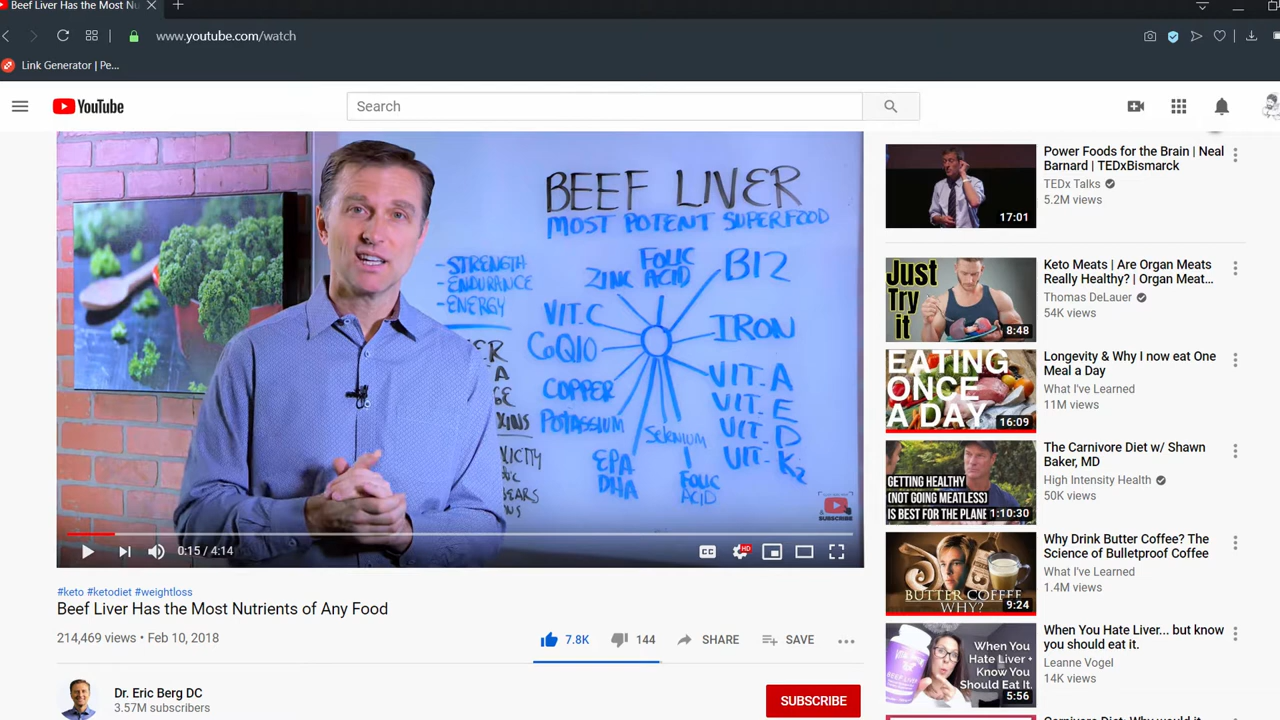 Beef Liver Has the Most Nu
www.youtube.com/watch
Link Generator | Pe...
YouTube
Search
BEEF LIVER
MOST POTENT SUPERFOOD
-STRENGTH
-ENDURANCE
-ENERGY
ZINC
FOLIC
ACID
B12
VIT. C
IRON
COQ10
VIT. A
COPPER
VIT. E
POTASSIUM
VIT. D
SELENIUM
VIT. K2
EPA
DHA
FOLIC
ACID
SUBSCRIBE
0:15 / 4:14
CC
HD
#keto #ketodiet #weightloss
Beef Liver Has the Most Nutrients of Any Food
214,469 views • Feb 10, 2018
7.8K
144
SHARE
SAVE
Dr. Eric Berg DC
3.57M subscribers
SUBSCRIBE
17:01
Power Foods for the Brain | Neal
Barnard | TEDxBismarck
TEDx Talks
5.2M views
Just
Try
it
8:48
Keto Meats | Are Organ Meats
Really Healthy? | Organ Meat...
Thomas DeLauer
54K views
EATING
ONCE
A DAY
16:09
Longevity & Why I now eat One
Meal a Day
What I've Learned
11M views
GETTING HEALTHY
(NOT GOING MEATLESS)
IS BEST FOR THE PLANE
1:10:30
The Carnivore Diet w/ Shawn
Baker, MD
High Intensity Health
50K views
BUTTER COFFEE
WHY?
9:24
Why Drink Butter Coffee? The
Science of Bulletproof Coffee
What I've Learned
1.4M views
BEEF LIVER
When You
Hate Liver +
Know You
Should Eat It.
5:56
When You Hate Liver... but know
you should eat it.
Leanne Vogel
14K views